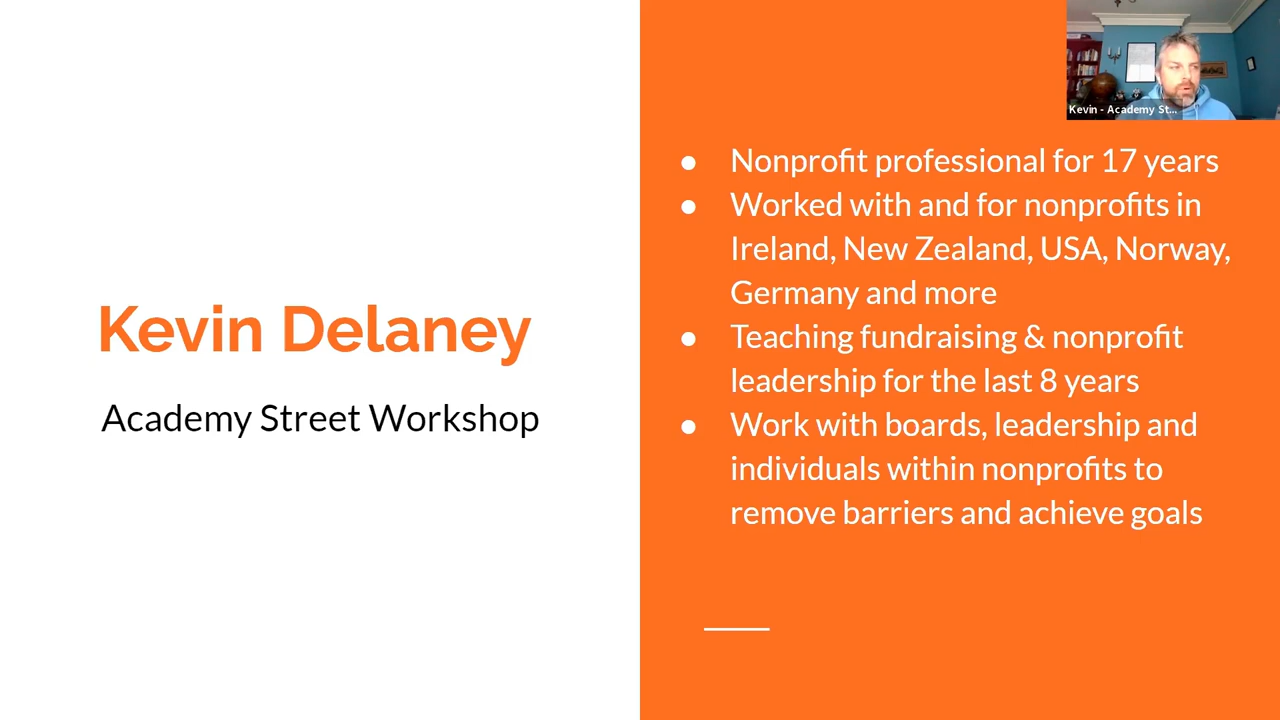 Kevin - Academy St...
Kevin Delaney
Academy Street Workshop
● Nonprofit professional for 17 years
● Worked with and for nonprofits in
Ireland, New Zealand, USA, Norway,
Germany and more
● Teaching fundraising & nonprofit
leadership for the last 8 years
● Work with boards, leadership and
individuals within nonprofits to
remove barriers and achieve goals